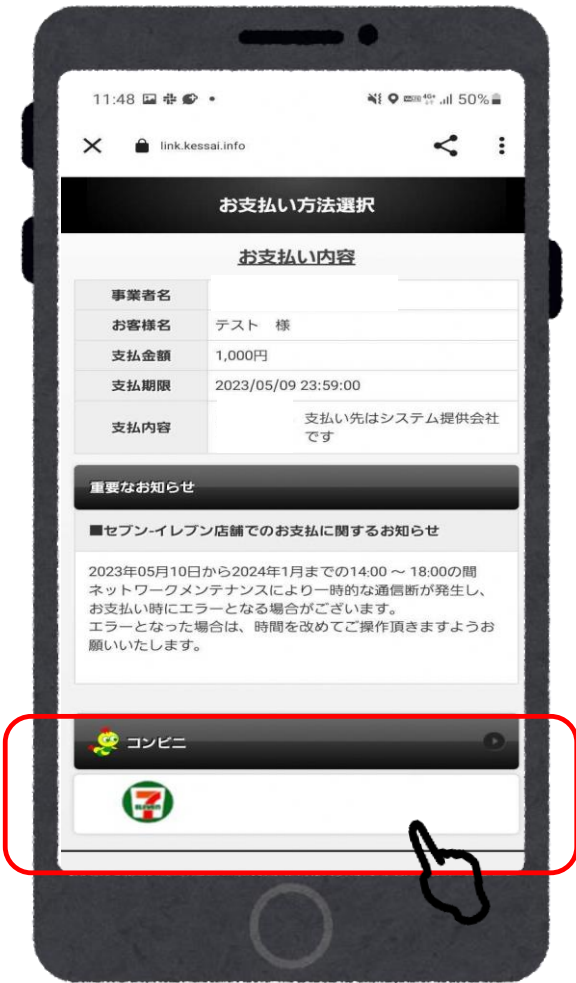 11:48
50%
link.kessai.info
お支払い方法選択
お支払い内容
事業者名
お客様名 テスト 様
支払金額 1,000円
支払期限 2023/05/09 23:59:00
支払内容 支払い先はシステム提供会社
です
重要なお知らせ
■セブン-イレブン店舗でのお支払に関するお知らせ
2023年05月10日から2024年1月までの14:00 ～ 18:00の間
ネットワークメンテナンスにより一時的な通信断が発生し、
お支払い時にエラーとなる場合がございます。
エラーとなった場合は、時間を改めてご操作頂きますようお
願いいたします。
コンビニ
7
ELEVEN